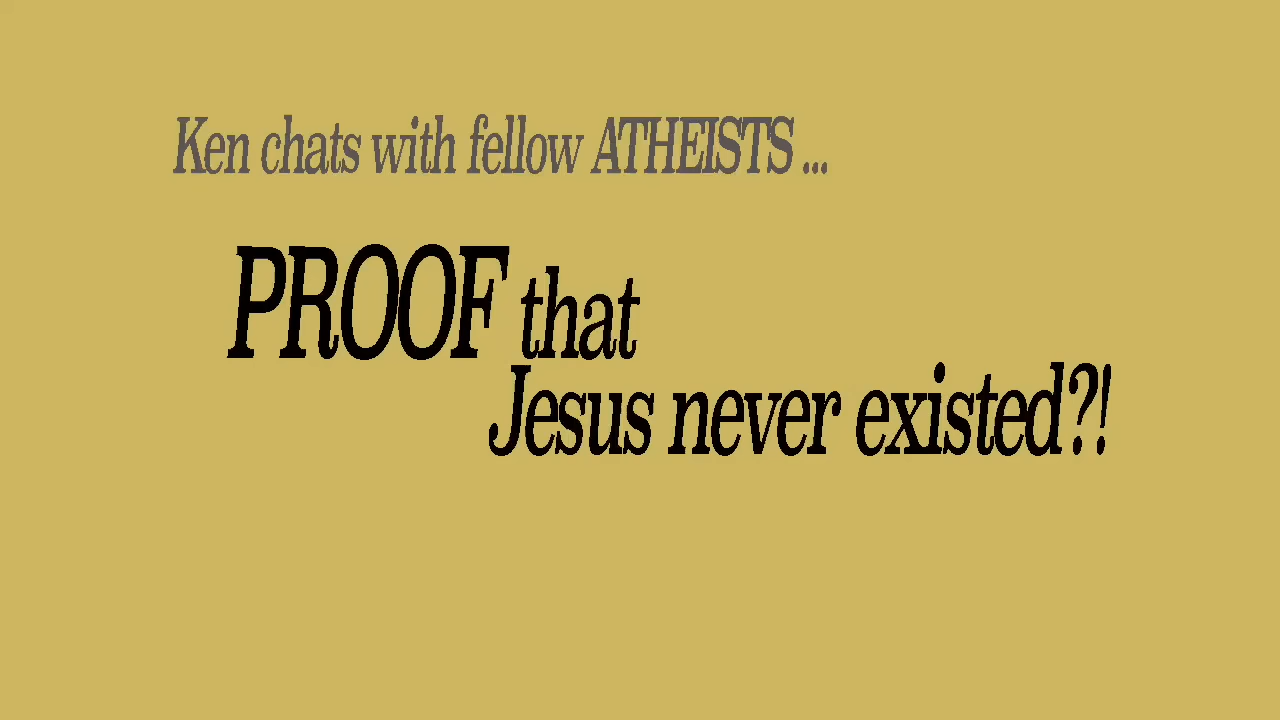 Ken chats with fellow ATHEISTS ...
PROOF that
Jesus never existed?!